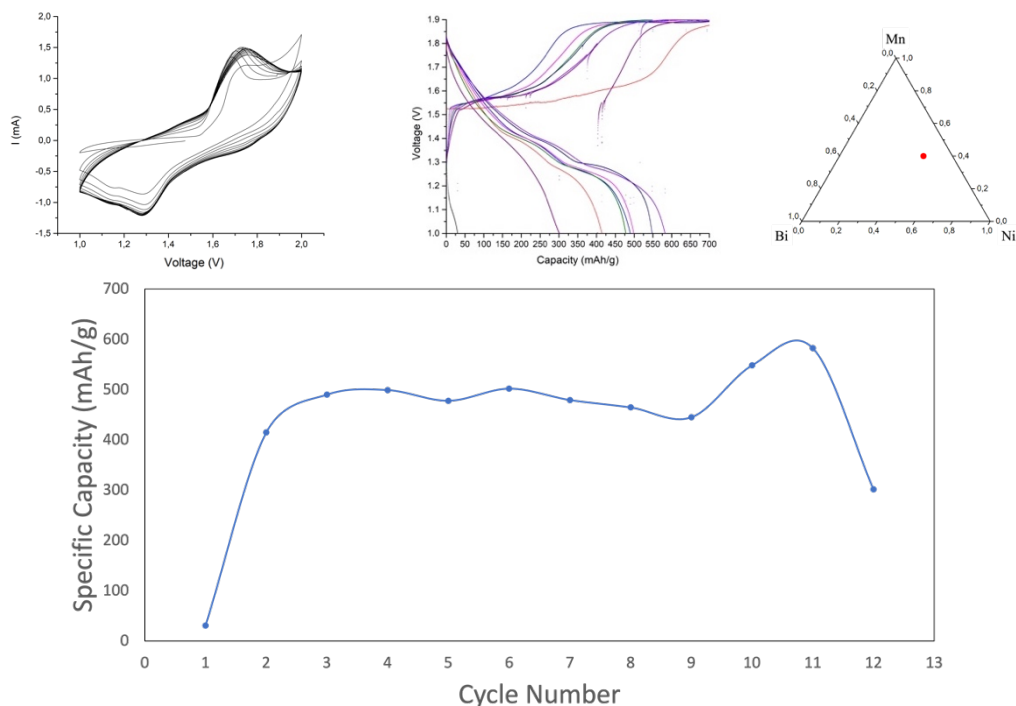 2,0
1,5
1,0
0,5
0,0
-0,5
-1,0
-1,5
I (mA)
1,0 1,2 1,4 1,6 1,8 2,0
Voltage (V)
1.9
1.8
1.7
1.6
1.5
1.4
1.3
1.2
1.1
1.0
Voltage (V)
0 50 100 150 200 250 300 350 400 450 500 550 600 650 700
Capacity (mAh/g)
Mn
0,0 1,0
0,2 0,8
0,4 0,6
0,6 0,4
0,8 0,2
1,0 0,0
0,0 0,2 0,4 0,6 0,8 1,0
Bi Ni
700
600
500
400
300
200
100
0
Specific Capacity (mAh/g)
0 1 2 3 4 5 6 7 8 9 10 11 12 13
Cycle Number